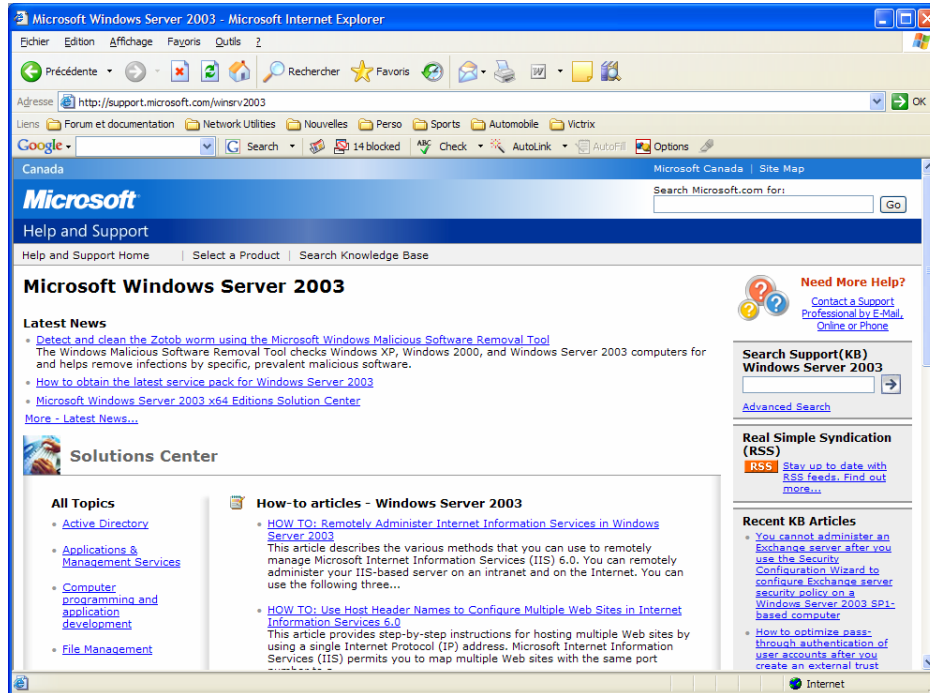 Microsoft Windows Server 2003 - Microsoft Internet Explorer
Fichier Edition Affichage Favoris Outils ?
Précédente Rechercher Favoris
Adresse http://support.microsoft.com/winsrv2003 OK
Liens Forum et documentation Network Utilities Nouvelles Perso Sports Automobile Victrix
Google Search 14 blocked ABC Check AutoLink AutoFill Options
Canada Microsoft Canada | Site Map
Microsoft
Search Microsoft.com for:
Go
Help and Support
Help and Support Home | Select a Product | Search Knowledge Base
Microsoft Windows Server 2003
Latest News
Detect and clean the Zotob worm using the Microsoft Windows Malicious Software Removal Tool
The Windows Malicious Software Removal Tool checks Windows XP, Windows 2000, and Windows Server 2003 computers for
and helps remove infections by specific, prevalent malicious software.
How to obtain the latest service pack for Windows Server 2003
Microsoft Windows Server 2003 x64 Editions Solution Center
More - Latest News...
Solutions Center
All Topics
Active Directory
Applications &
Management Services
Computer
programming and
application
development
File Management
How-to articles - Windows Server 2003
HOW TO: Remotely Administer Internet Information Services in Windows
Server 2003
This article describes the various methods that you can use to remotely
manage Microsoft Internet Information Services (IIS) 6.0. You can remotely
administer your IIS-based server on an intranet and on the Internet. You can
use the following three...
HOW TO: Use Host Header Names to Configure Multiple Web Sites in Internet
Information Services 6.0
This article provides step-by-step instructions for hosting multiple Web sites by
using a single Internet Protocol (IP) address. Microsoft Internet Information
Services (IIS) permits you to map multiple Web sites with the same port
number to a
Need More Help?
Contact a Support
Professional by E-Mail,
Online or Phone
Search Support(KB)
Windows Server 2003
Advanced Search
Real Simple Syndication
(RSS)
RSS Stay up to date with
RSS feeds. Find out
more...
Recent KB Articles
You cannot administer an
Exchange server after you
use the Security
Configuration Wizard to
configure Exchange server
security policy on a
Windows Server 2003 SP1-
based computer
How to optimize pass-
through authentication of
user accounts after you
create an external trust
Internet